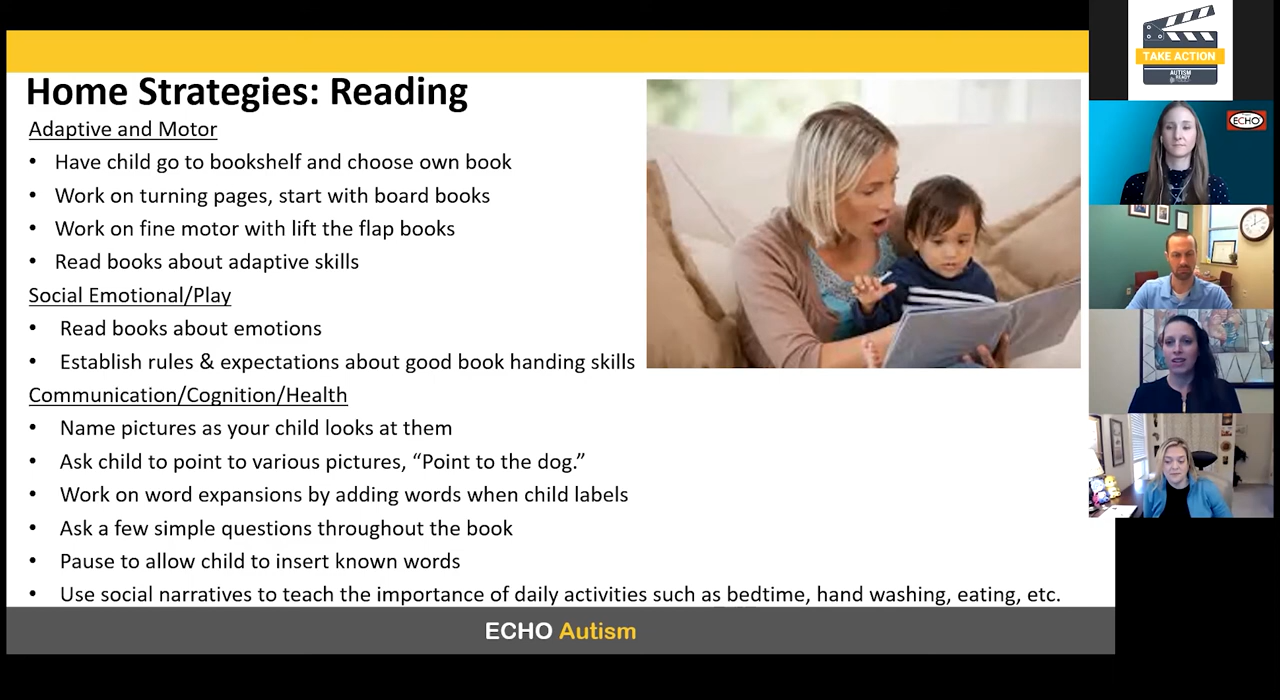 Home Strategies: Reading
Adaptive and Motor
• Have child go to bookshelf and choose own book
• Work on turning pages, start with board books
• Work on fine motor with lift the flap books
• Read books about adaptive skills
Social Emotional/Play
• Read books about emotions
• Establish rules & expectations about good book handing skills
Communication/Cognition/Health
• Name pictures as your child looks at them
• Ask child to point to various pictures, “Point to the dog.”
• Work on word expansions by adding words when child labels
• Ask a few simple questions throughout the book
• Pause to allow child to insert known words
• Use social narratives to teach the importance of daily activities such as bedtime, hand washing, eating, etc.
ECHO Autism
TAKE ACTION
AUTISM
READY
ECHO